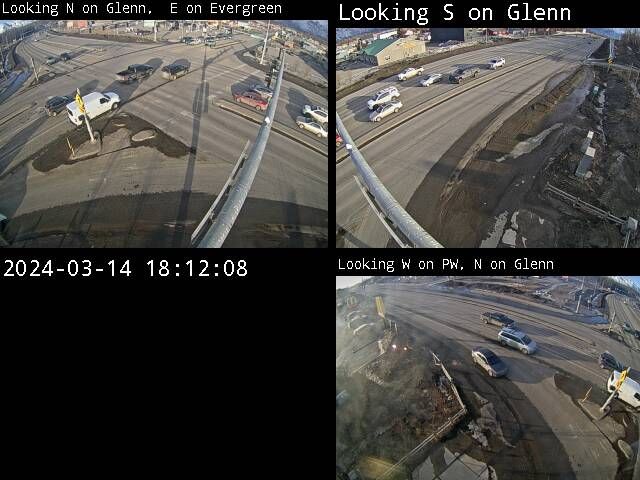 Looking N on Glenn, E on Evergreen
Looking S on Glenn
2024-03-14 18:12:08
Looking W on PW, N on Glenn